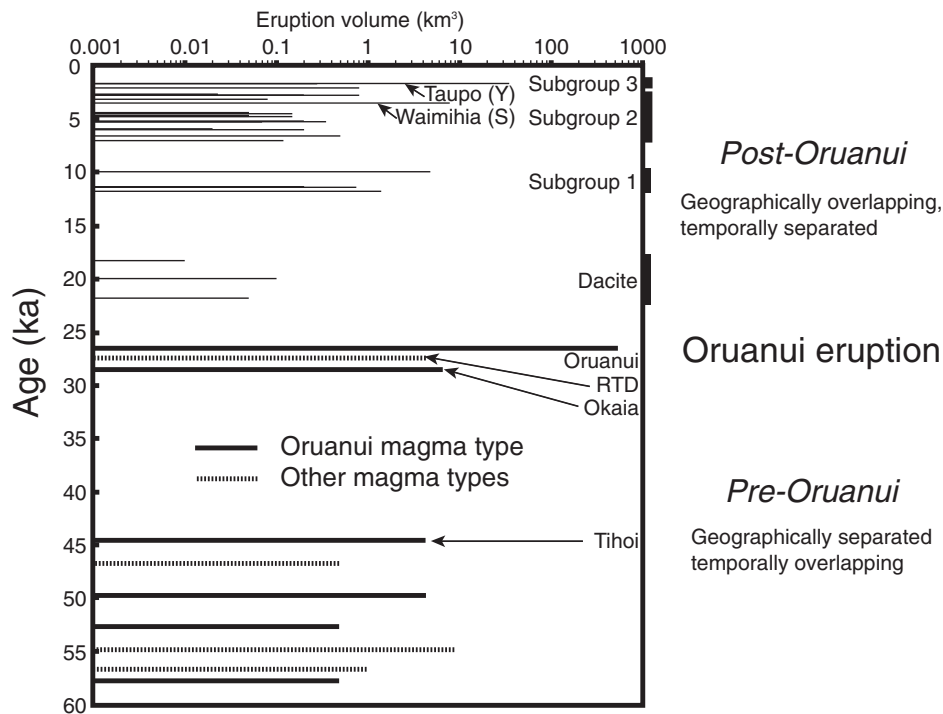 Eruption volume (km³)
0.001 0.01 0.1 1 10 100 1000
0
5
10
15
20
25
30
35
40
45
50
55
60
Age (ka)
Subgroup 3
Taupo (Y)
Waimihia (S)
Subgroup 2
Subgroup 1
Dacite
Oruanui
RTD
Okaia
Oruanui magma type
Other magma types
Tihoi
Post-Oruanui
Geographically overlapping,
temporally separated
Oruanui eruption
Pre-Oruanui
Geographically separated
temporally overlapping